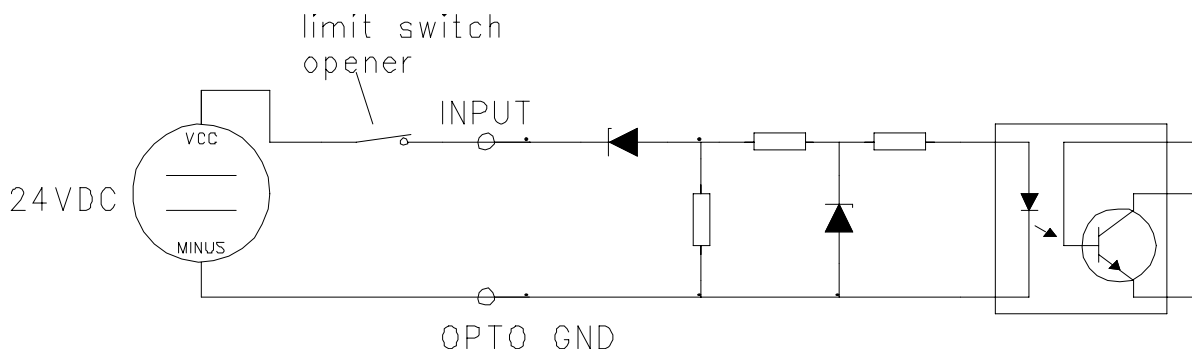 limit switch
opener
INPUT
VCC
24VDC
MINUS
OPTO GND